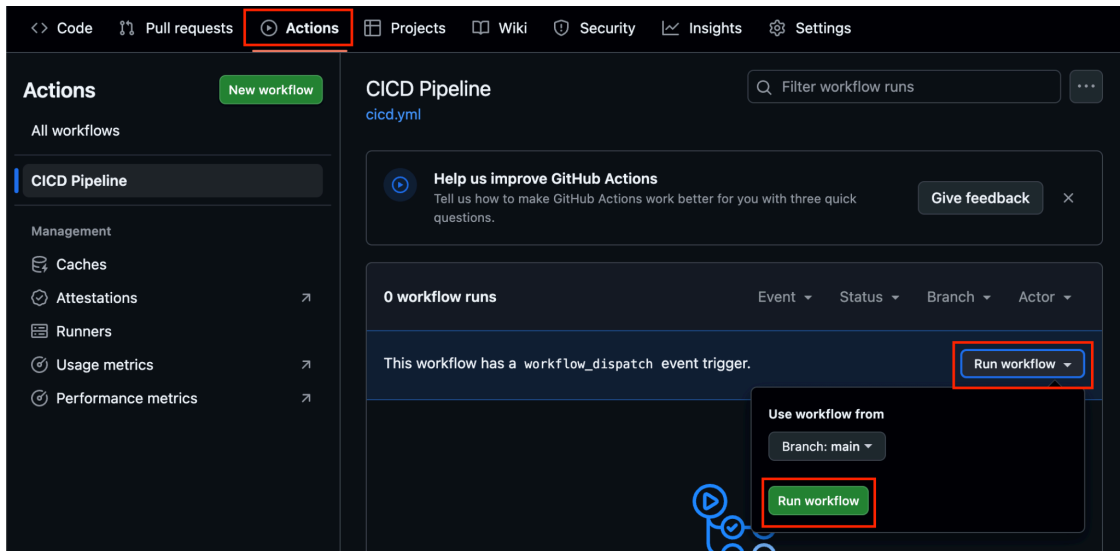 Code Pull requests Actions Projects Wiki Security Insights Settings
Actions
New workflow
All workflows
CICD Pipeline
Management
Caches
Attestations
Runners
Usage metrics
Performance metrics
CICD Pipeline
cicd.yml
Filter workflow runs
Help us improve GitHub Actions
Tell us how to make GitHub Actions work better for you with three quick
questions.
Give feedback
0 workflow runs
Event Status Branch Actor
This workflow has a workflow_dispatch event trigger.
Run workflow
Use workflow from
Branch: main
Run workflow